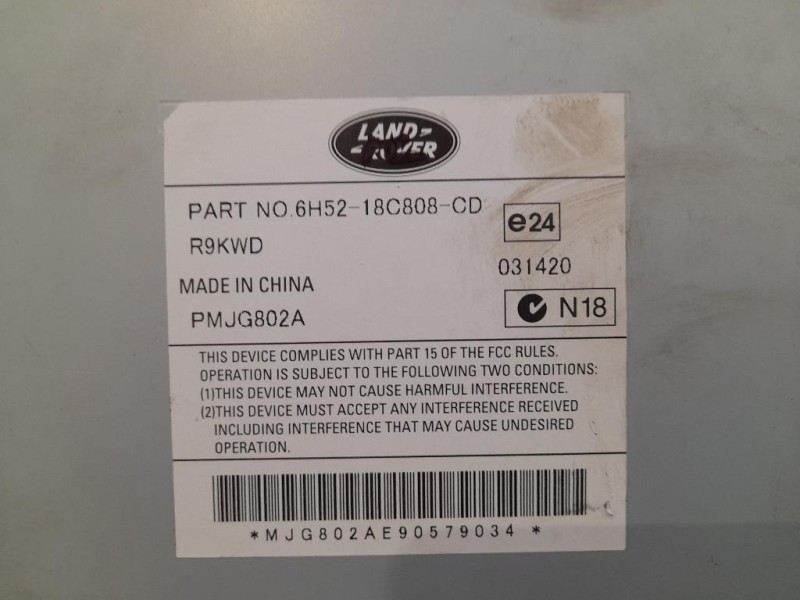 LAND-
-ROVER
PART NO.6H52-18C808-CD
e24
R9KWD
031420
MADE IN CHINA
N18
PMJG802A
THIS DEVICE COMPLIES WITH PART 15 OF THE FCC RULES.
OPERATION IS SUBJECT TO THE FOLLOWING TWO CONDITIONS:
(1)THIS DEVICE MAY NOT CAUSE HARMFUL INTERFERENCE.
(2)THIS DEVICE MUST ACCEPT ANY INTERFERENCE RECEIVED
INCLUDING INTERFERENCE THAT MAY CAUSE UNDESIRED
OPERATION.
*MJG802AE90579034*